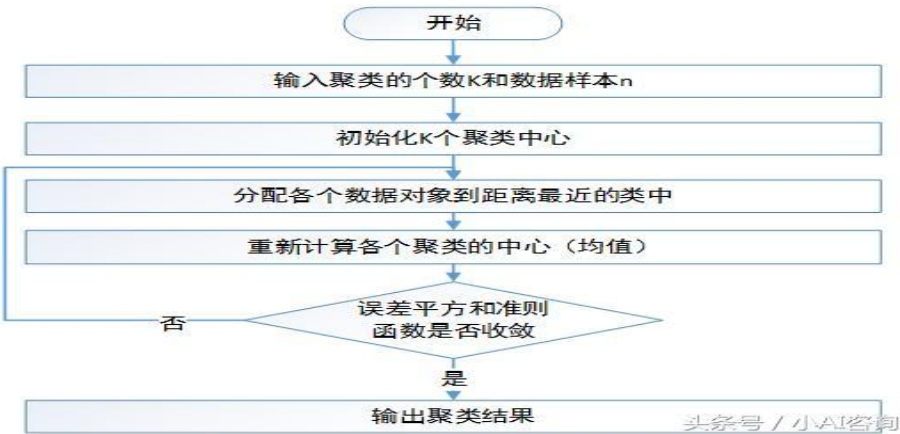 开始
输入聚类的个数K和数据样本n
初始化K个聚类中心
分配各个数据对象到距离最近的类中
重新计算各个聚类的中心（均值）
误差平方和准则
函数是否收敛
否
是
输出聚类结果
头条号 / 小AI咨询